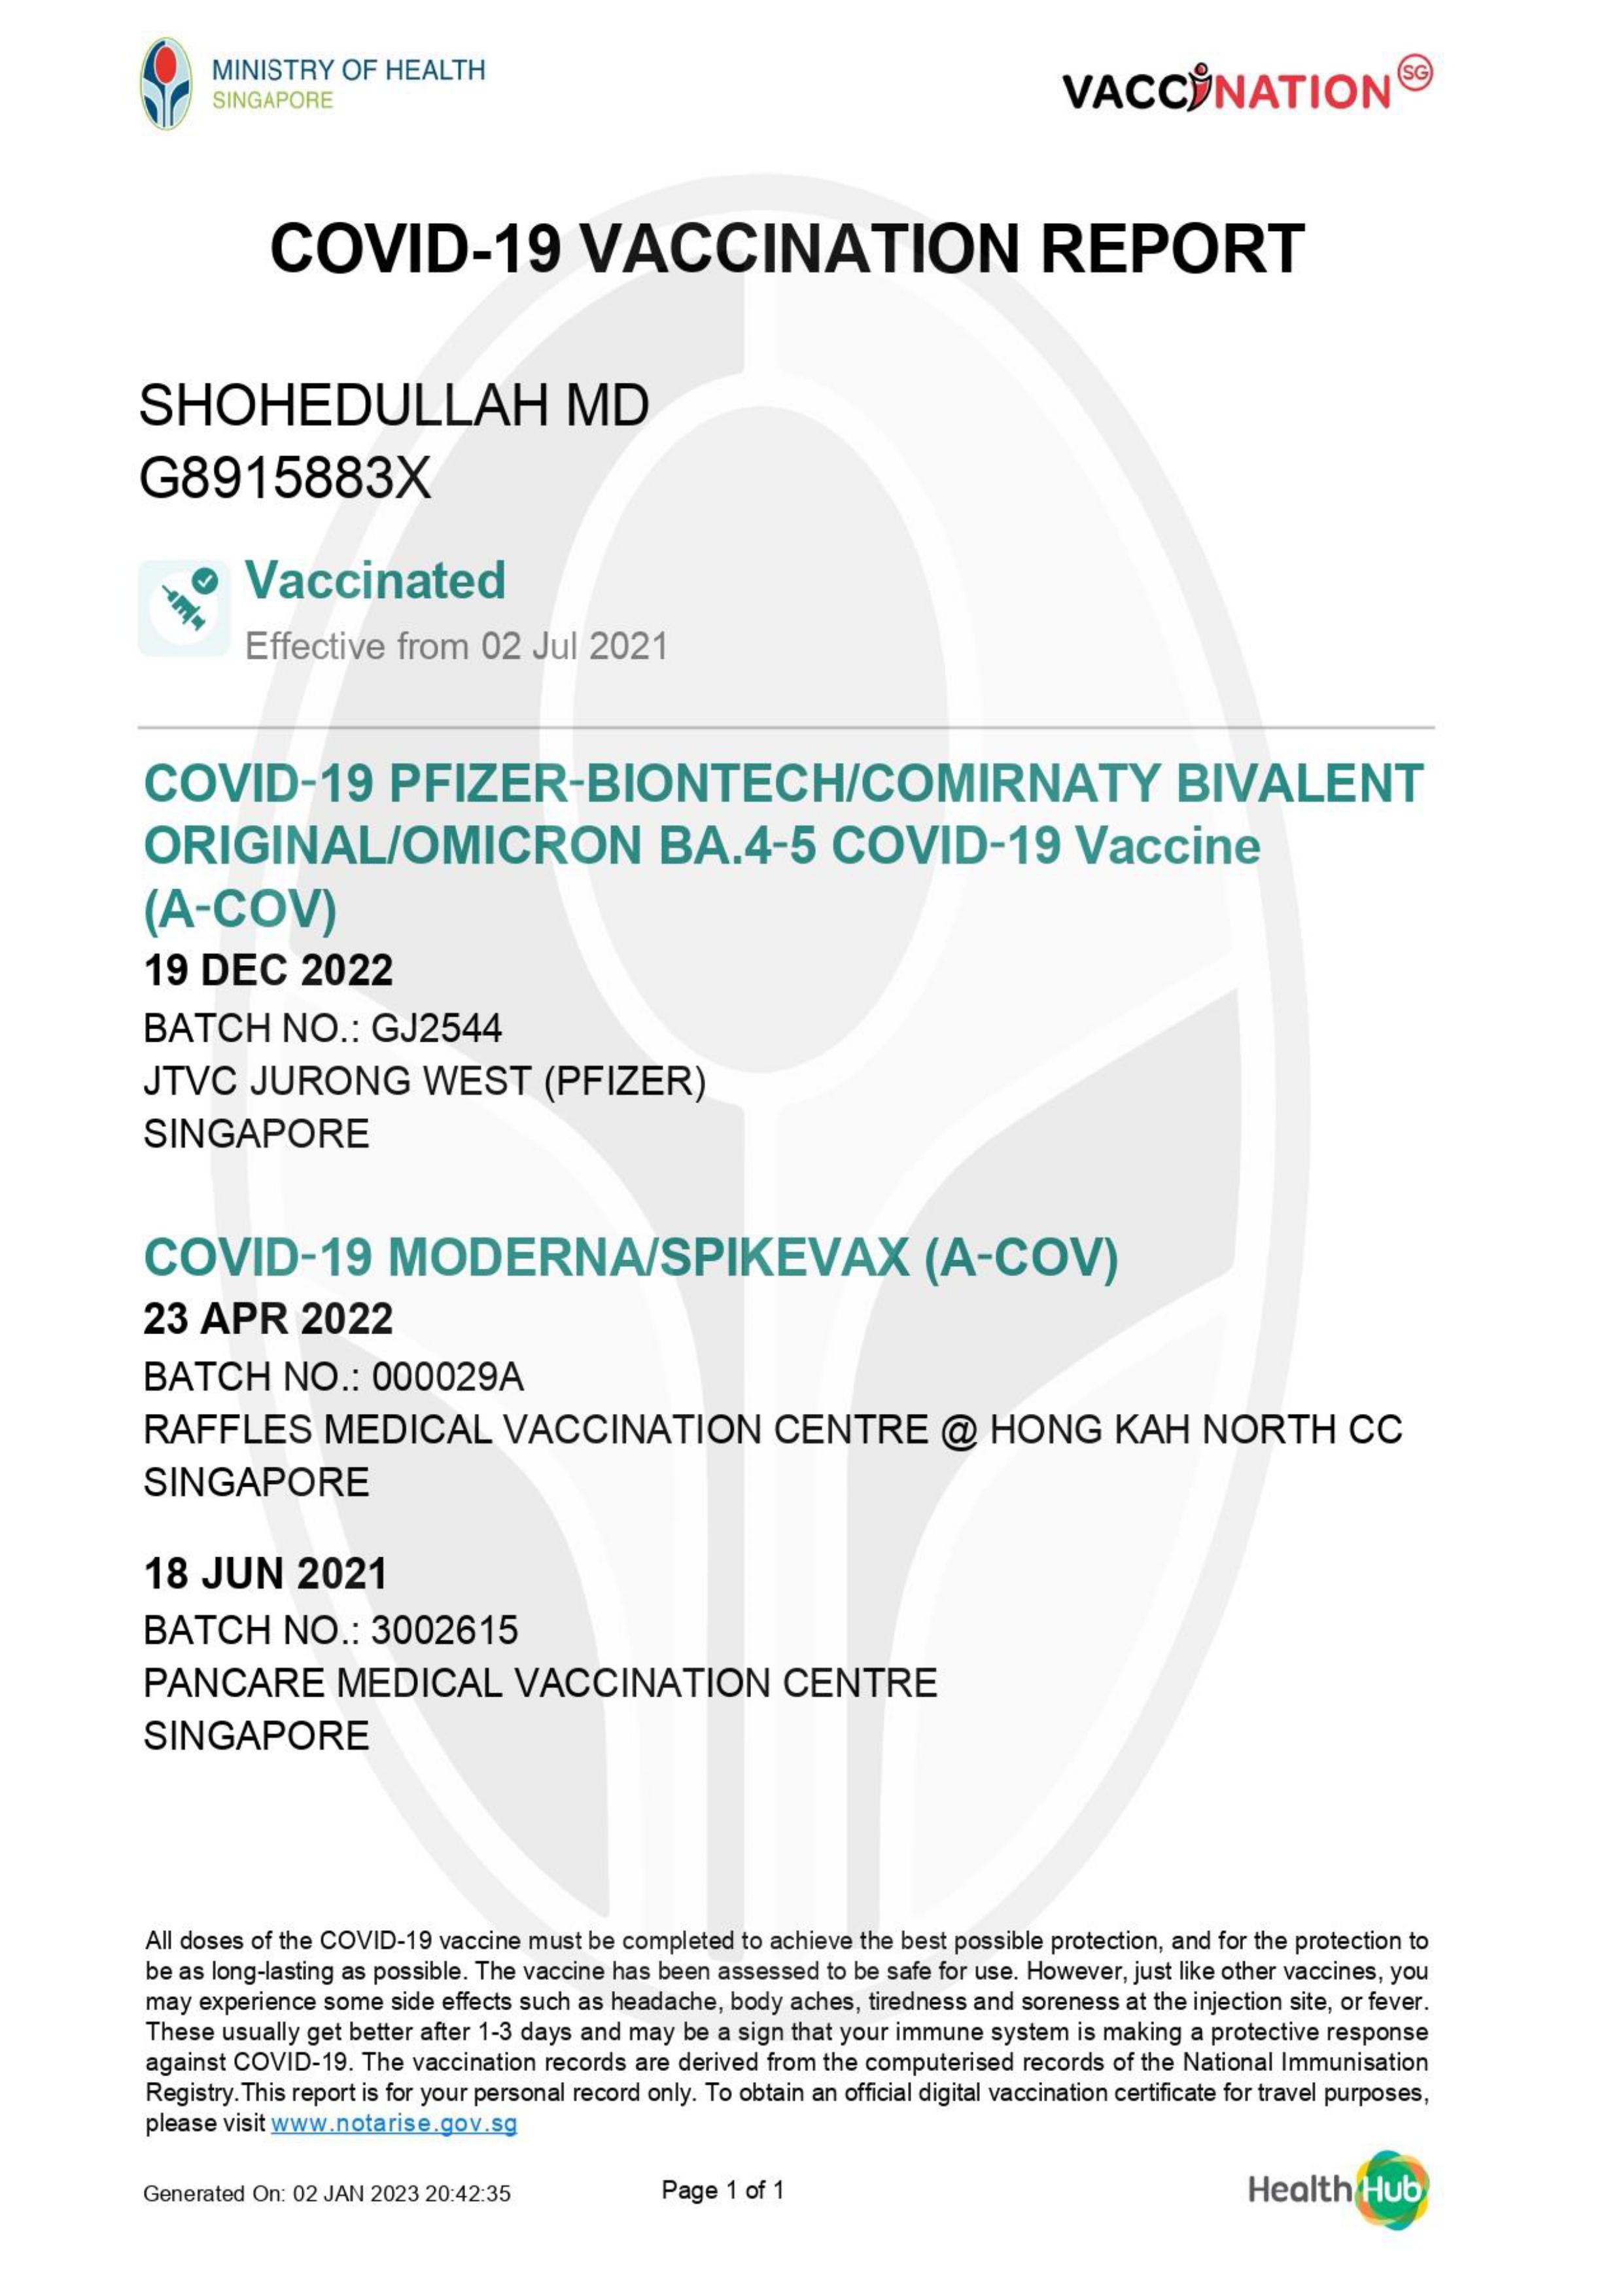 MINISTRY OF HEALTH
SINGAPORE
VACCINATION SG
COVID-19 VACCINATION REPORT
SHOHEDULLAH MD
G8915883X
Vaccinated
Effective from 02 Jul 2021
COVID-19 PFIZER-BIONTECH/COMIRNATY BIVALENT
ORIGINAL/OMICRON BA.4-5 COVID-19 Vaccine
(A-COV)
19 DEC 2022
BATCH NO.: GJ2544
JTVC JURONG WEST (PFIZER)
SINGAPORE
COVID-19 MODERNA/SPIKEVAX (A-COV)
23 APR 2022
BATCH NO.: 000029A
RAFFLES MEDICAL VACCINATION CENTRE @ HONG KAH NORTH CC
SINGAPORE
18 JUN 2021
BATCH NO.: 3002615
PANCARE MEDICAL VACCINATION CENTRE
SINGAPORE
All doses of the COVID-19 vaccine must be completed to achieve the best possible protection, and for the protection to
be as long-lasting as possible. The vaccine has been assessed to be safe for use. However, just like other vaccines, you
may experience some side effects such as headache, body aches, tiredness and soreness at the injection site, or fever.
These usually get better after 1-3 days and may be a sign that your immune system is making a protective response
against COVID-19. The vaccination records are derived from the computerised records of the National Immunisation
Registry.This report is for your personal record only. To obtain an official digital vaccination certificate for travel purposes,
please visit www.notarise.gov.sg
Generated On: 02 JAN 2023 20:42:35
Page 1 of 1
HealthHub